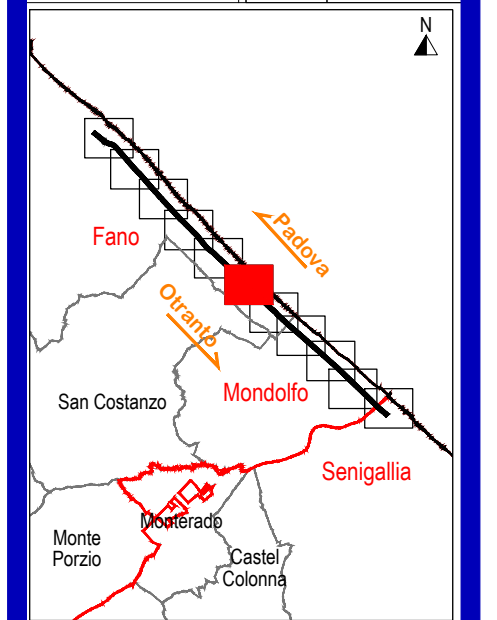 N
Padova
Fano
Otranto
San Costanzo
Mondolfo
Senigallia
Monterado
Monte
Porzio
Castel
Colonna